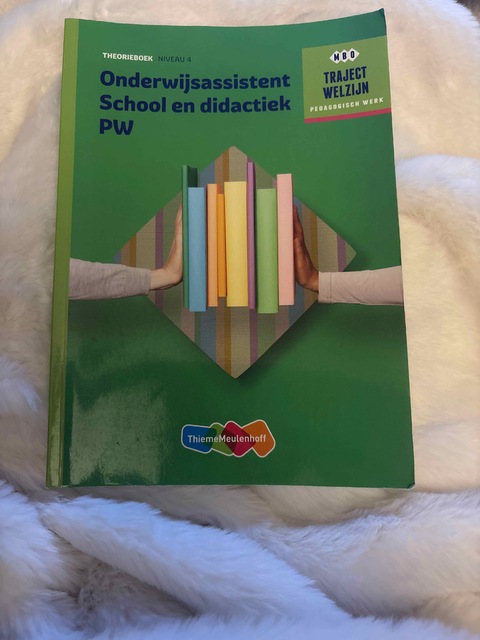 THEORIEBOEK NIVEAU 4
Onderwijsassistent
School en didactiek
PW
MBO
TRAJECT
WELZIJN
PEDAGOGISCH WERK
ThiemeMeulenhoff